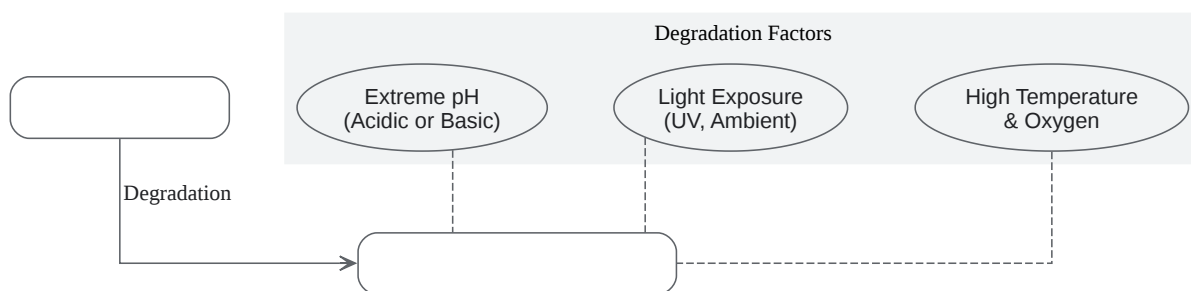 Degradation Factors
Extreme pH
(Acidic or Basic)
Light Exposure
(UV, Ambient)
High Temperature
& Oxygen
Degradation